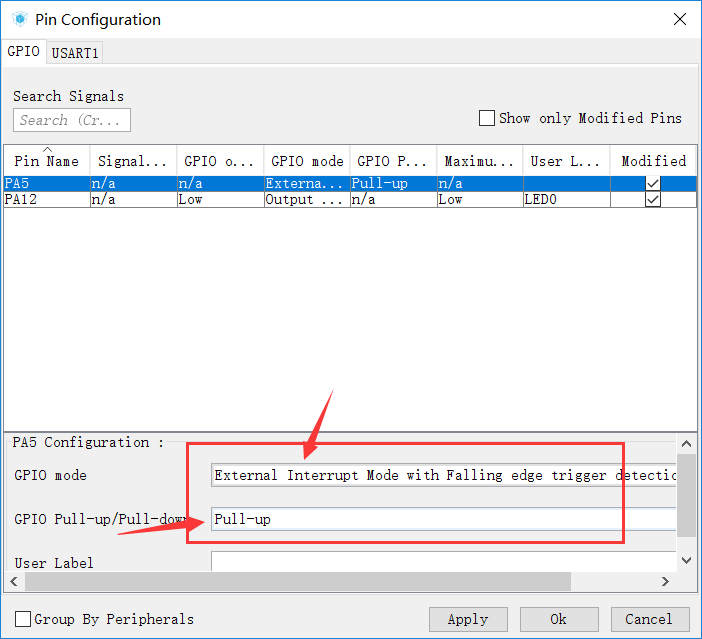 Pin Configuration
GPIO USART1
Search Signals
Search (Cr...
Show only Modified Pins
Pin Name Signal... GPIO o... GPIO mode GPIO P... Maximu... User L... Modified
PA5 n/a n/a Externa... Pull-up n/a
PA12 n/a Low Output ... n/a Low LED0
PA5 Configuration :
GPIO mode External Interrupt Mode with Falling edge trigger detectio
GPIO Pull-up/Pull-down Pull-up
User Label
Group By Peripherals Apply Ok Cancel